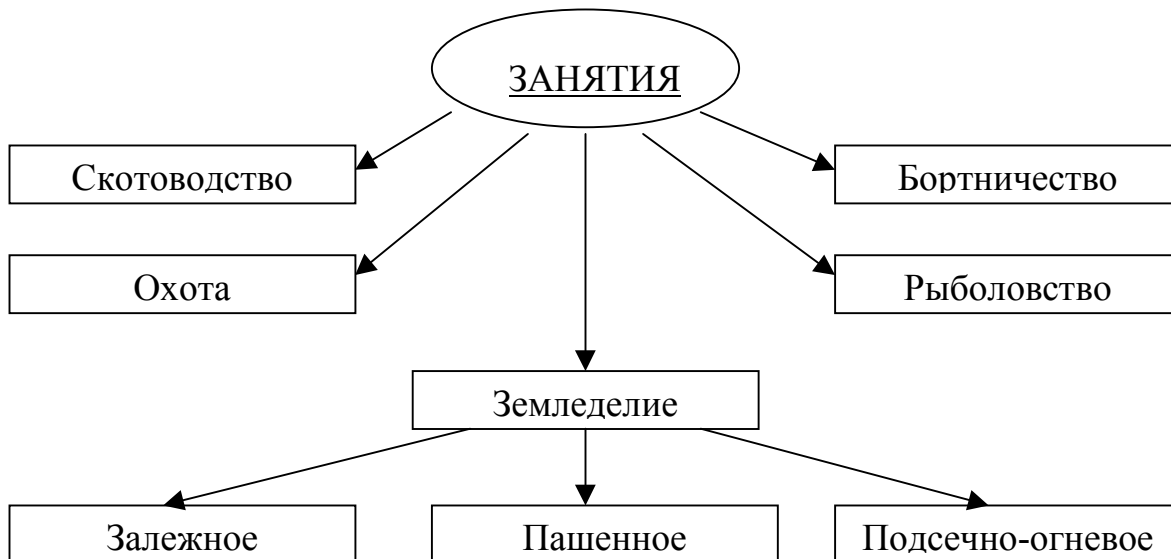 ЗАНЯТИЯ
Скотоводство
Бортничество
Охота
Рыболовство
Земледелие
Залежное
Пашенное
Подсечно-огневое